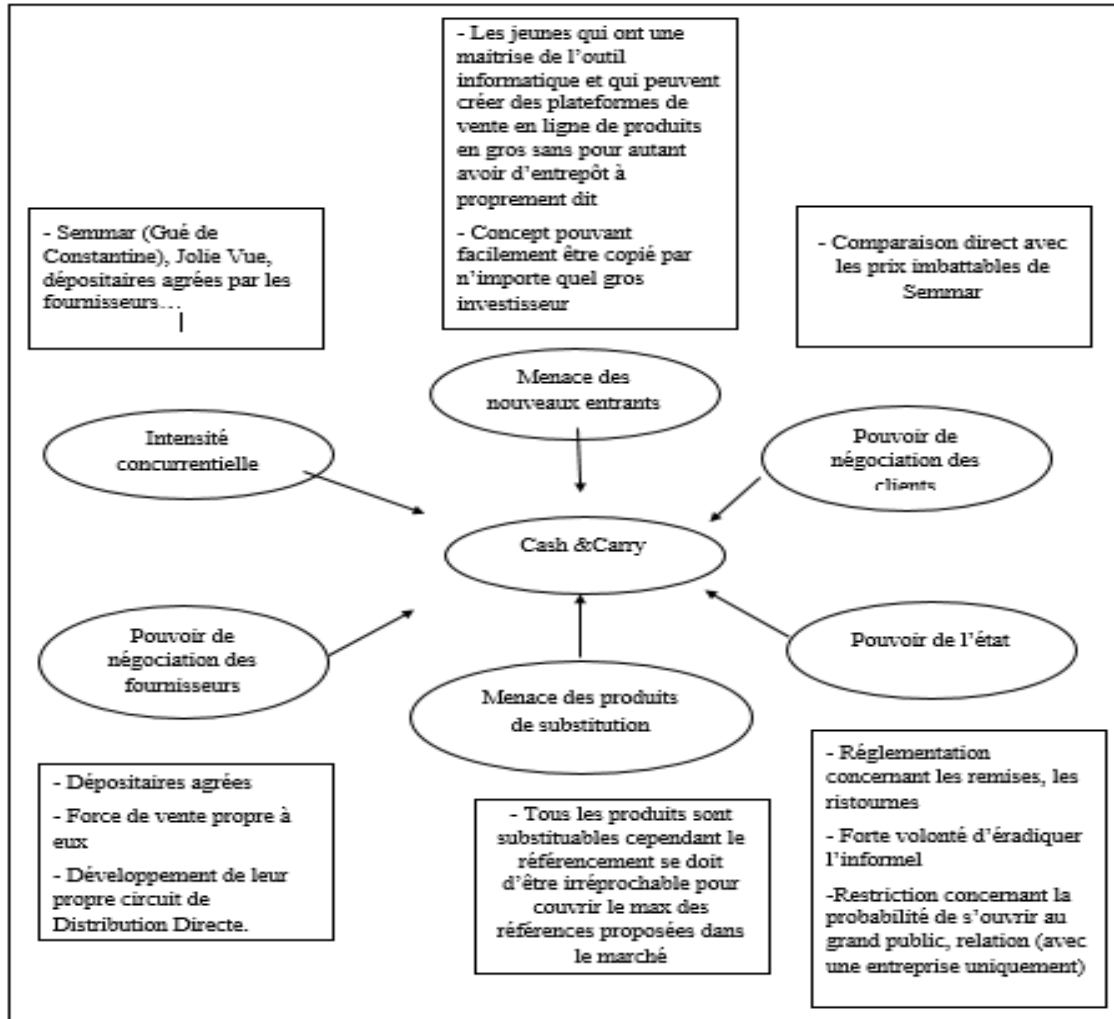 - Les jeunes qui ont une
maitrise de l’outil
informatique et qui peuvent
créer des plateformes de
vente en ligne de produits
en gros sans pour autant
avoir d’entrepôt à
proprement dit
- Concept pouvant
facilement être copié par
n’importe quel gros
investisseur
- Semmar (Gué de
Constantine), Jolie Vue,
dépositaires agrées par les
fournisseurs…
- Comparaison direct avec
les prix imbattables de
Semmar
Menace des
nouveaux entrants
Intensité
concurrentielle
Pouvoir de
négociation des
clients
Cash &Carry
Pouvoir de
négociation des
fournisseurs
Menace des produits
de substitution
Pouvoir de l’état
- Dépositaires agrées
- Force de vente propre à
eux
- Développement de leur
propre circuit de
Distribution Directe.
- Tous les produits sont
substituables cependant le
référencement se doit
d’être irréprochable pour
couvrir le max des
références proposées dans
le marché
- Réglementation
concernant les remises, les
ristournes
- Forte volonté d’éradiquer
l’informel
-Restriction concernant la
probabilité de s’ouvrir au
grand public, relation (avec
une entreprise uniquement)